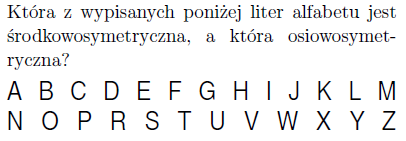 Która z wypisanych poniżej liter alfabetu jest
środkowosymetryczna, a która osiowosymet-
ryczna?
A B C D E F G H I J K L M
N O P R S T U V W X Y Z